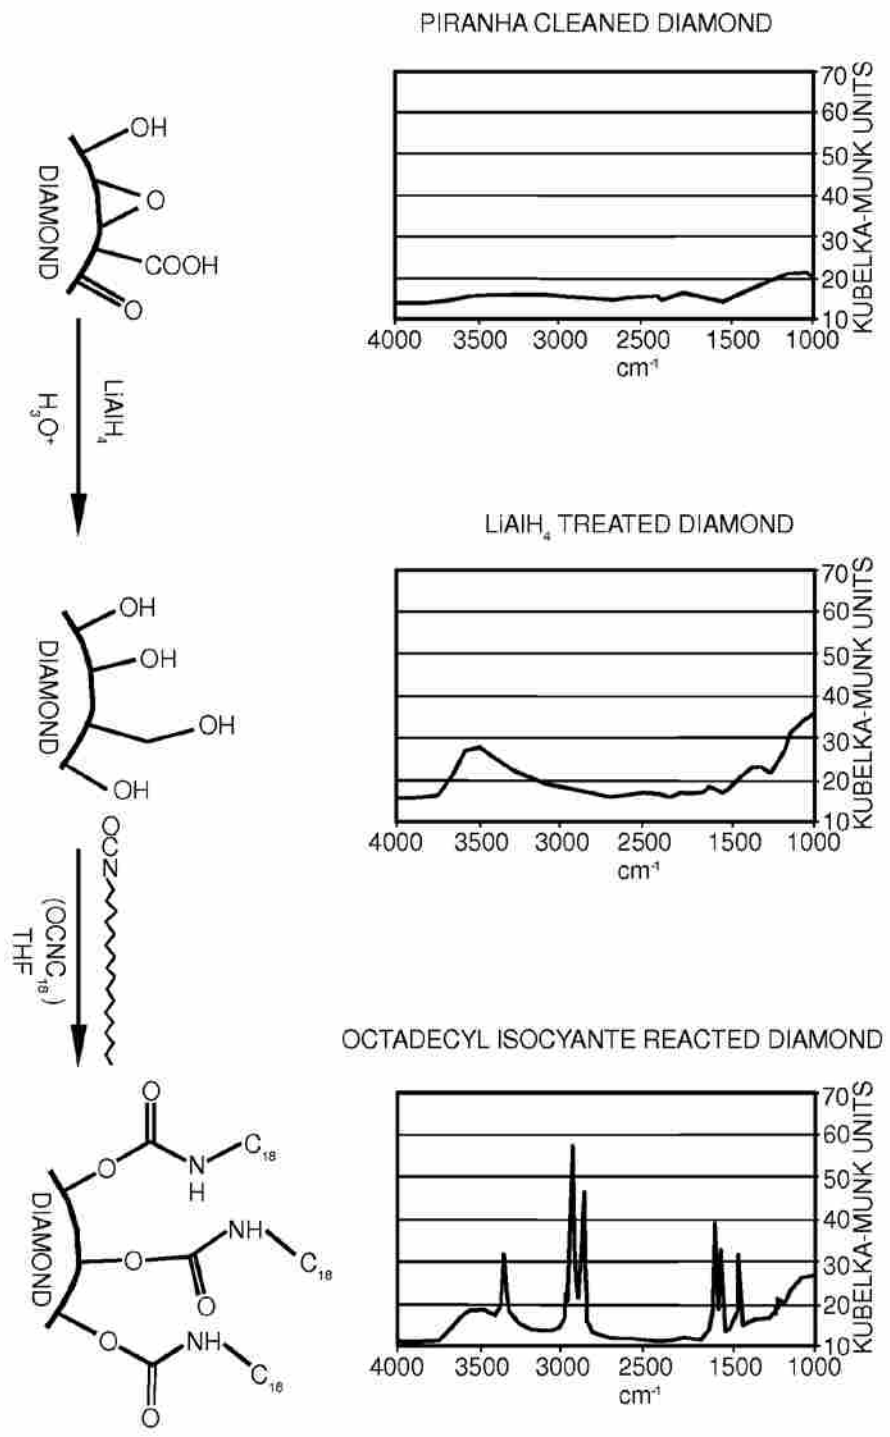 PIRANHA CLEANED DIAMOND
OH
O
COOH
O
DIAMOND
70
60
50
40
30
20
10
KUBELKA-MUNK UNITS
4000 3500 3000 2500 1500 1000
cm⁻¹
LiAlH₄
H₃O⁺
LiAlH₄ TREATED DIAMOND
OH
OH
OH
OH
DIAMOND
70
60
50
40
30
20
10
KUBELKA-MUNK UNITS
4000 3500 3000 2500 1500 1000
cm⁻¹
OCN
(OCNC₁₈)
THF
OCTADECYL ISOCYANTE REACTED DIAMOND
O
O
N
H
C₁₈
O
NH
C₁₈
O
O
NH
C₁₈
O
DIAMOND
70
60
50
40
30
20
10
KUBELKA-MUNK UNITS
4000 3500 3000 2500 1500 1000
cm⁻¹